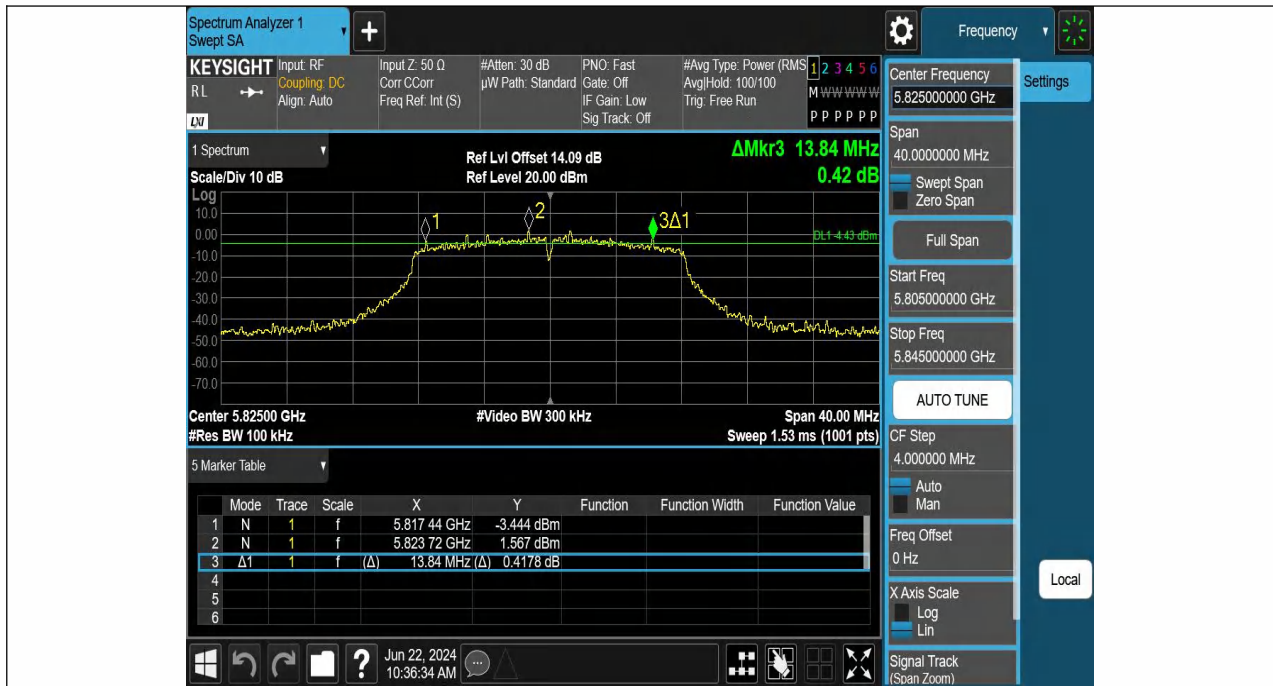 Spectrum Analyzer 1
Swept SA
+
Frequency
KEYSIGHT
RL
LXI
Input: RF
Coupling: DC
Align: Auto
Input Z: 50 Ω
Corr CCorr
Freq Ref: Int (S)
#Atten: 30 dB
µW Path: Standard
PNO: Fast
Gate: Off
IF Gain: Low
Sig Track: Off
#Avg Type: Power (RMS
Avg|Hold: 100/100
Trig: Free Run
1 2 3 4 5 6
M W W W W W
P P P P P P
1 Spectrum
Scale/Div 10 dB
Ref Lvl Offset 14.09 dB
Ref Level 20.00 dBm
ΔMkr3 13.84 MHz
0.42 dB
Log
10.0
0.00
-10.0
-20.0
-30.0
-40.0
-50.0
-60.0
-70.0
1
2
3Δ1
DL1 -4.43 dBm
Center 5.82500 GHz
#Video BW 300 kHz
Span 40.00 MHz
#Res BW 100 kHz
Sweep 1.53 ms (1001 pts)
5 Marker Table
Mode Trace Scale X Y Function Function Width Function Value
1 N 1 f 5.817 44 GHz -3.444 dBm
2 N 1 f 5.823 72 GHz 1.567 dBm
3 Δ1 1 f (Δ) 13.84 MHz (Δ) 0.4178 dB
4
5
6
?
Jun 22, 2024
10:36:34 AM
Center Frequency
5.825000000 GHz
Settings
Span
40.0000000 MHz
Swept Span
Zero Span
Full Span
Start Freq
5.805000000 GHz
Stop Freq
5.845000000 GHz
AUTO TUNE
CF Step
4.000000 MHz
Auto
Man
Freq Offset
0 Hz
Local
X Axis Scale
Log
Lin
Signal Track
(Span Zoom)